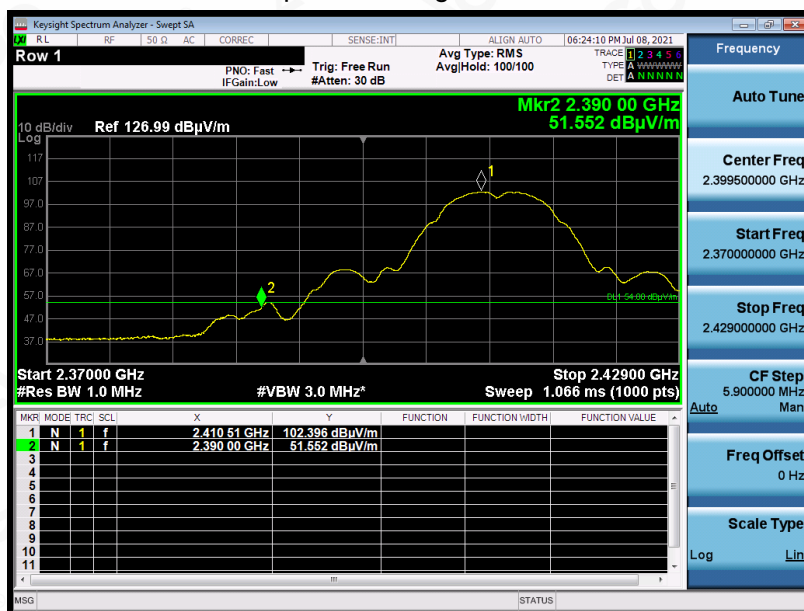 Keysight Spectrum Analyzer - Swept SA
LXI RL RF 50 Ω AC CORREC SENSE:INT ALIGN AUTO 06:24:10 PM Jul 08, 2021
Row 1
PNO: Fast
IFGain:Low
Trig: Free Run
#Atten: 30 dB
Avg Type: RMS
Avg|Hold: 100/100
TRACE 1 2 3 4 5 6
TYPE A WWWWW
DET A N N N N N
Mkr2 2.390 00 GHz
51.552 dBµV/m
10 dB/div Ref 126.99 dBµV/m
Log
117
107
97.0
87.0
77.0
67.0
57.0
47.0
37.0
1
2
DL1 54.00 dBµV/m
Start 2.37000 GHz Stop 2.42900 GHz
#Res BW 1.0 MHz #VBW 3.0 MHz* Sweep 1.066 ms (1000 pts)
MKR MODE TRC SCL X Y FUNCTION FUNCTION WIDTH FUNCTION VALUE
1 N 1 f 2.410 51 GHz 102.396 dBµV/m
2 N 1 f 2.390 00 GHz 51.552 dBµV/m
3
4
5
6
7
8
9
10
11
MSG STATUS
Frequency
Auto Tune
Center Freq
2.399500000 GHz
Start Freq
2.370000000 GHz
Stop Freq
2.429000000 GHz
CF Step
5.900000 MHz
Auto Man
Freq Offset
0 Hz
Scale Type
Log Lin